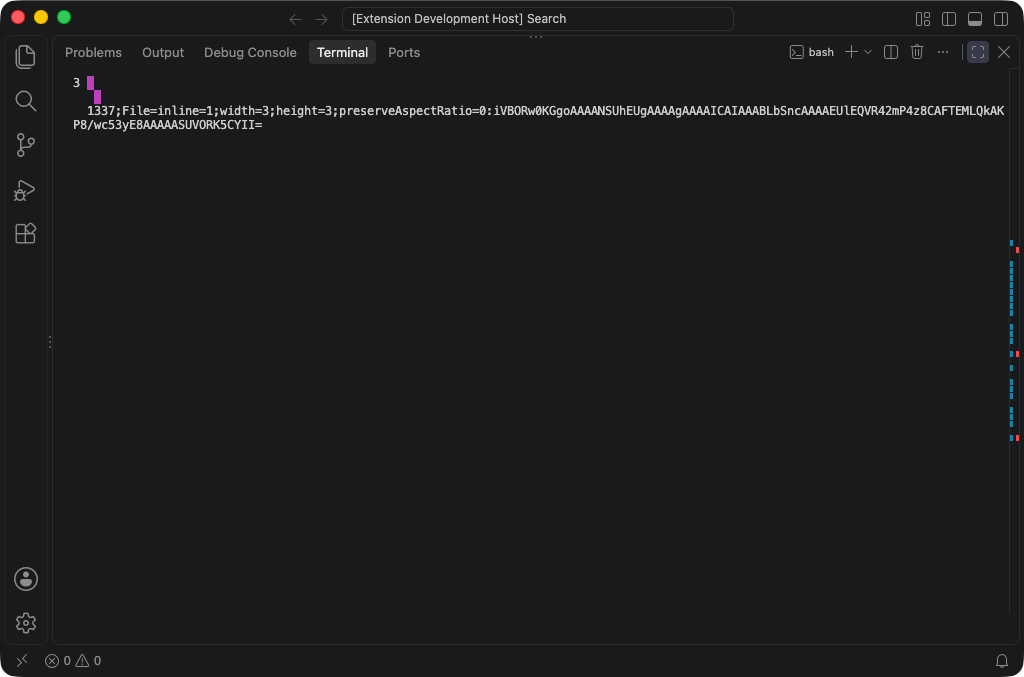 [Extension Development Host] Search
Problems Output Debug Console Terminal Ports
bash
3
1337;File=inline=1;width=3;height=3;preserveAspectRatio=0:iVBORw0KGgoAAAANSUhEUgAAAAgAAAAICAIAAABLbSncAAAAEUlEQVR42mP4z8CAFTEMLQkAK
P8/wc53yE8AAAAASUVORK5CYII=
0 0